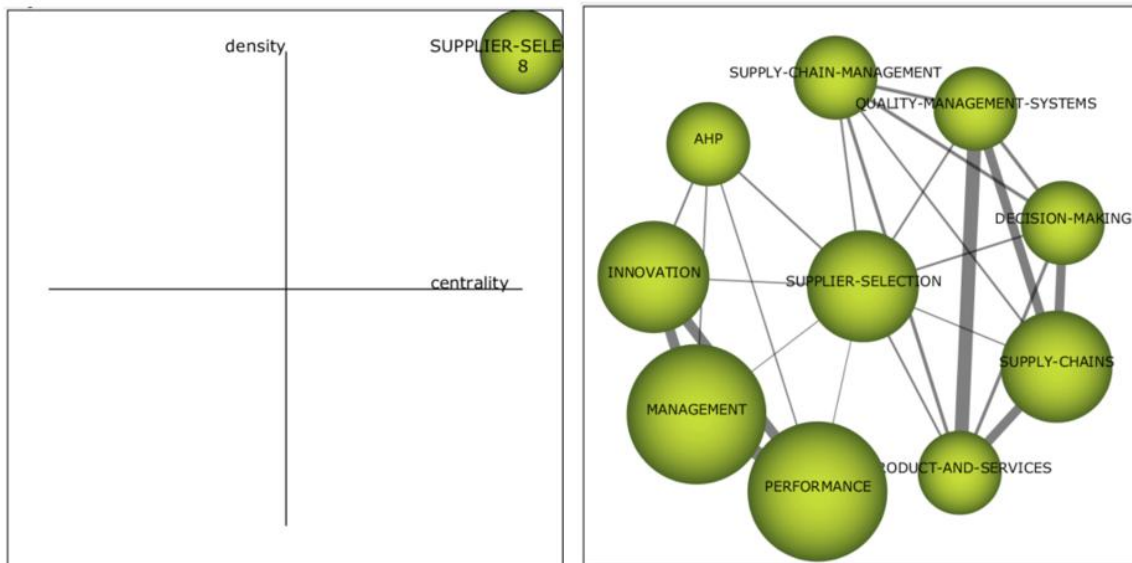 density
SUPPLIER-SELE
8
centrality
SUPPLY-CHAIN-MANAGEMENT
QUALITY-MANAGEMENT-SYSTEMS
AHP
DECISION-MAKING
INNOVATION
SUPPLIER-SELECTION
SUPPLY-CHAINS
MANAGEMENT
RODUCT-AND-SERVICES
PERFORMANCE